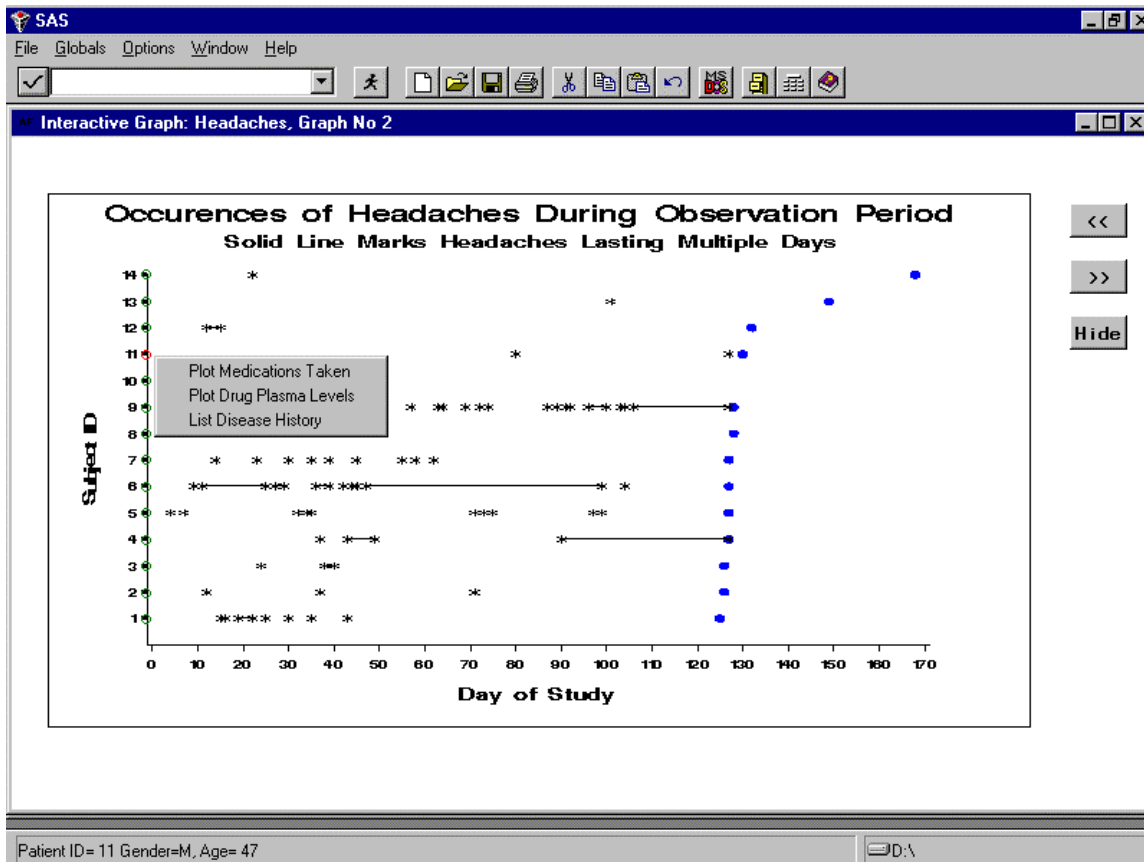 SAS
File Globals Options Window Help
MS DOS
Interactive Graph: Headaches, Graph No 2
Occurences of Headaches During Observation Period
Solid Line Marks Headaches Lasting Multiple Days
<<
>>
Hide
14
13
12
11
10
9
8
7
6
5
4
3
2
1
Subject ID
Plot Medications Taken
Plot Drug Plasma Levels
List Disease History
0 10 20 30 40 50 60 70 80 90 100 110 120 130 140 150 160 170
Day of Study
Patient ID= 11 Gender=M, Age= 47
D:\